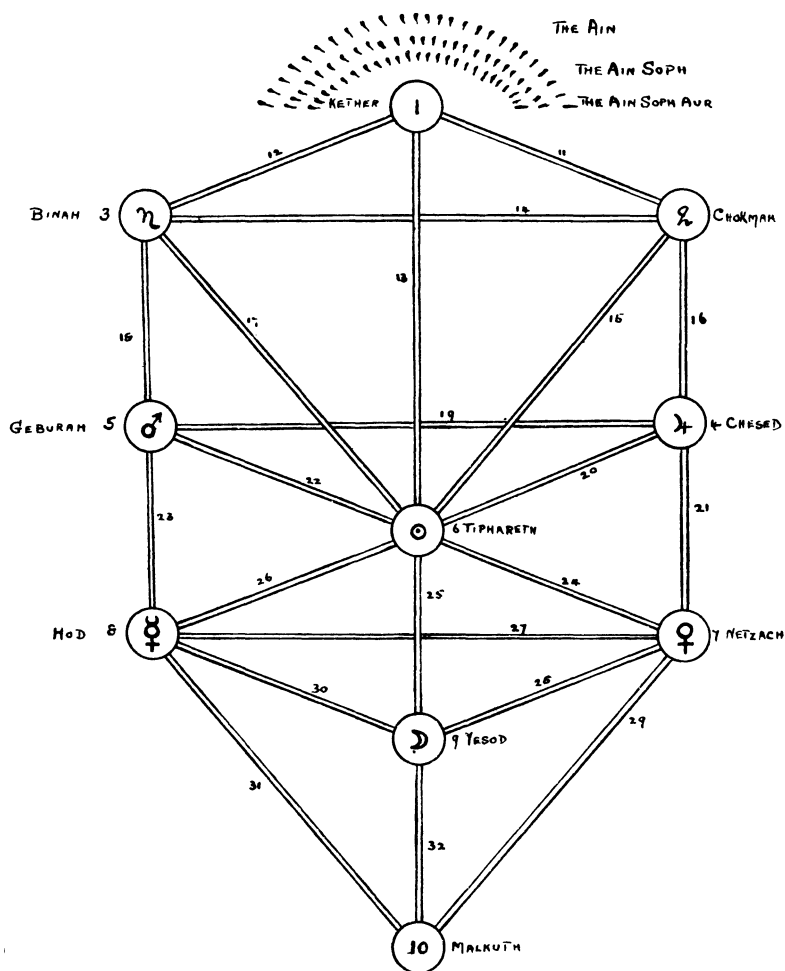 THE AIN
THE AIN SOPH
KETHER 1 THE AIN SOPH AUR
12 11
BINAH 3 14 CHOKMAH
13
17 15
18 16
GEBURAH 5 19 4 CHESED
22 20
6 TIPHARETH
23 21
26 25 24
HOD 8 27 7 NETZACH
30 28
9 YESOD
29
31
32
10 MALKUTH